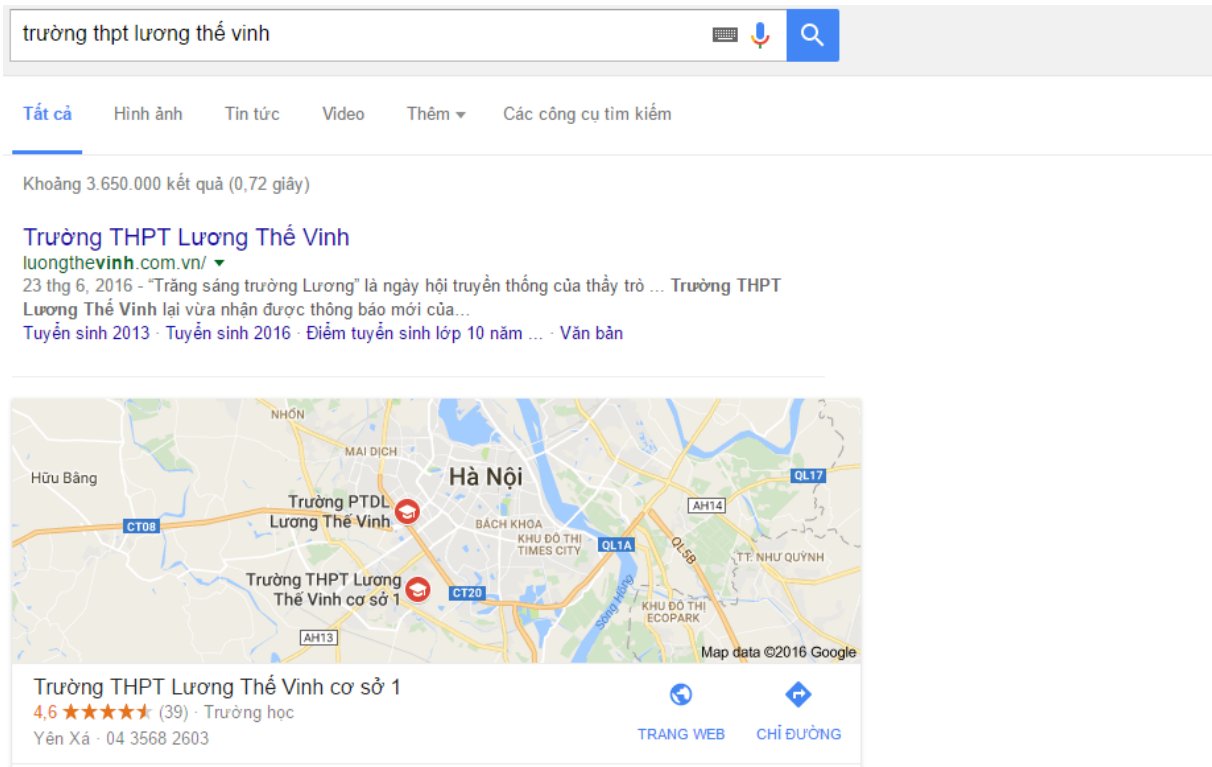 trường thpt lương thế vinh
Tất cả Hình ảnh Tin tức Video Thêm Các công cụ tìm kiếm
Khoảng 3.650.000 kết quả (0,72 giây)
Trường THPT Lương Thế Vinh
luongthevinh.com.vn/
23 thg 6, 2016 - “Trăng sáng trường Lương” là ngày hội truyền thống của thầy trò ... Trường THPT
Lương Thế Vinh lại vừa nhận được thông báo mới của...
Tuyển sinh 2013 · Tuyển sinh 2016 · Điểm tuyển sinh lớp 10 năm ... · Văn bản
NHỔN
MAI DỊCH
Hữu Bằng
Hà Nội
QL17
Trường PTDL
Lương Thế Vinh
AH14
CT08
BÁCH KHOA
KHU ĐÔ THỊ
TIMES CITY
QL1A
QL5B
TT. NHƯ QUỲNH
Trường THPT Lương
Thế Vinh cơ sở 1
CT20
Sông Hồng
KHU ĐÔ THỊ
ECOPARK
AH13
Map data ©2016 Google
Trường THPT Lương Thế Vinh cơ sở 1
4,6 (39) · Trường học
Yên Xá · 04 3568 2603
TRANG WEB CHỈ ĐƯỜNG